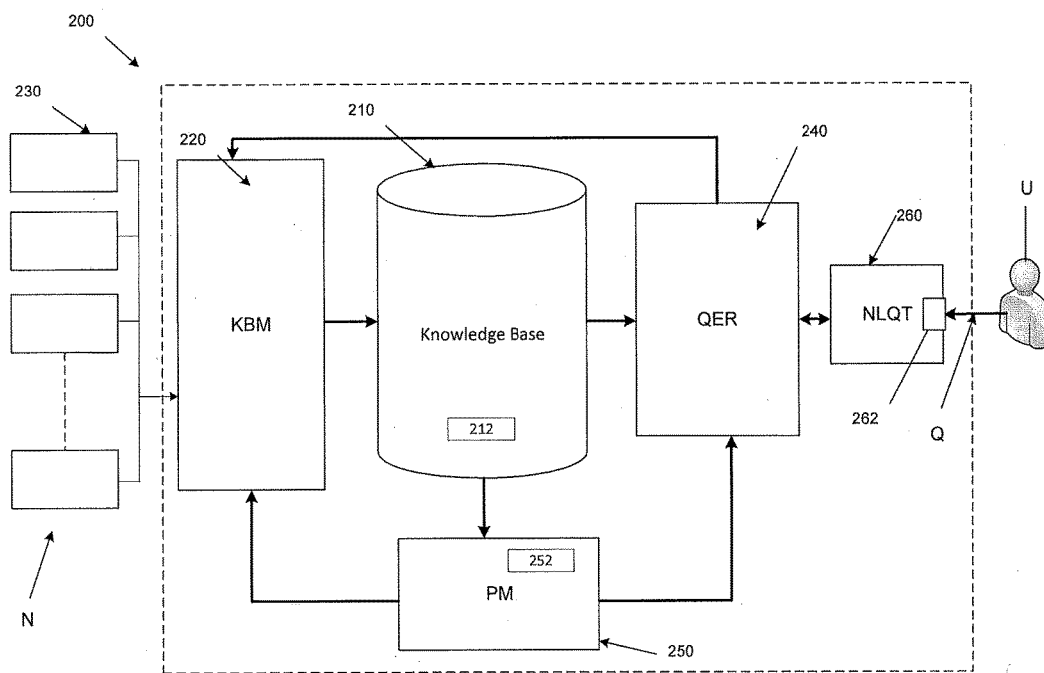 200
230
210
220
240
U
260
KBM
Knowledge Base
QER
NLQT
212
262
Q
252
PM
N
250